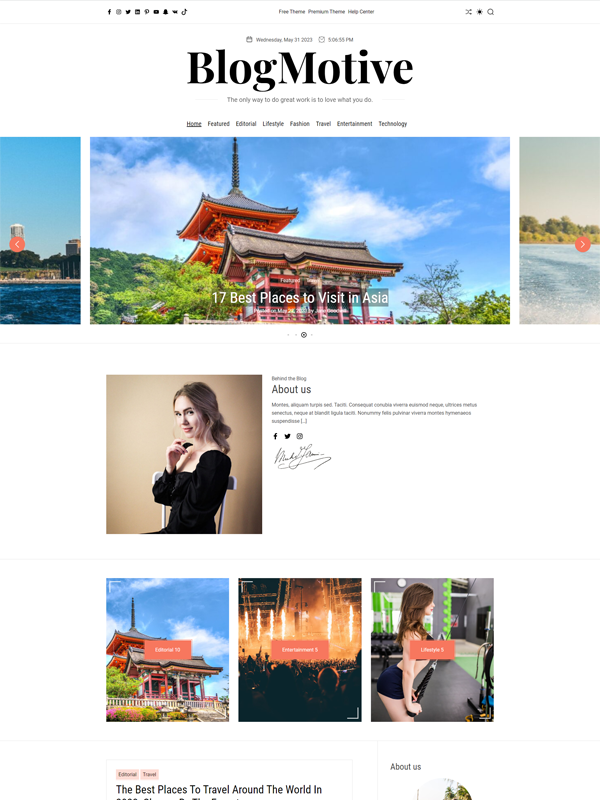 Free Theme Premium Theme Help Center
Wednesday, May 31 2023 5:06:55 PM
BlogMotive
The only way to do great work is to love what you do.
Home Featured Editorial Lifestyle Fashion Travel Entertainment Technology
Featured
17 Best Places to Visit in Asia
Posted on May
Behind the Blog
About us
Montes, aliquam turpis sed. Taciti. Consequat conubia viverra euismod neque, ultrices metus
senectus, neque at blandit ligula taciti. Nonummy felis pulvinar viverra montes hymenaeos
suspendisse [...]
Editorial 10
Entertainment 5
Lifestyle 5
Editorial Travel
About us
The Best Places To Travel Around The World In